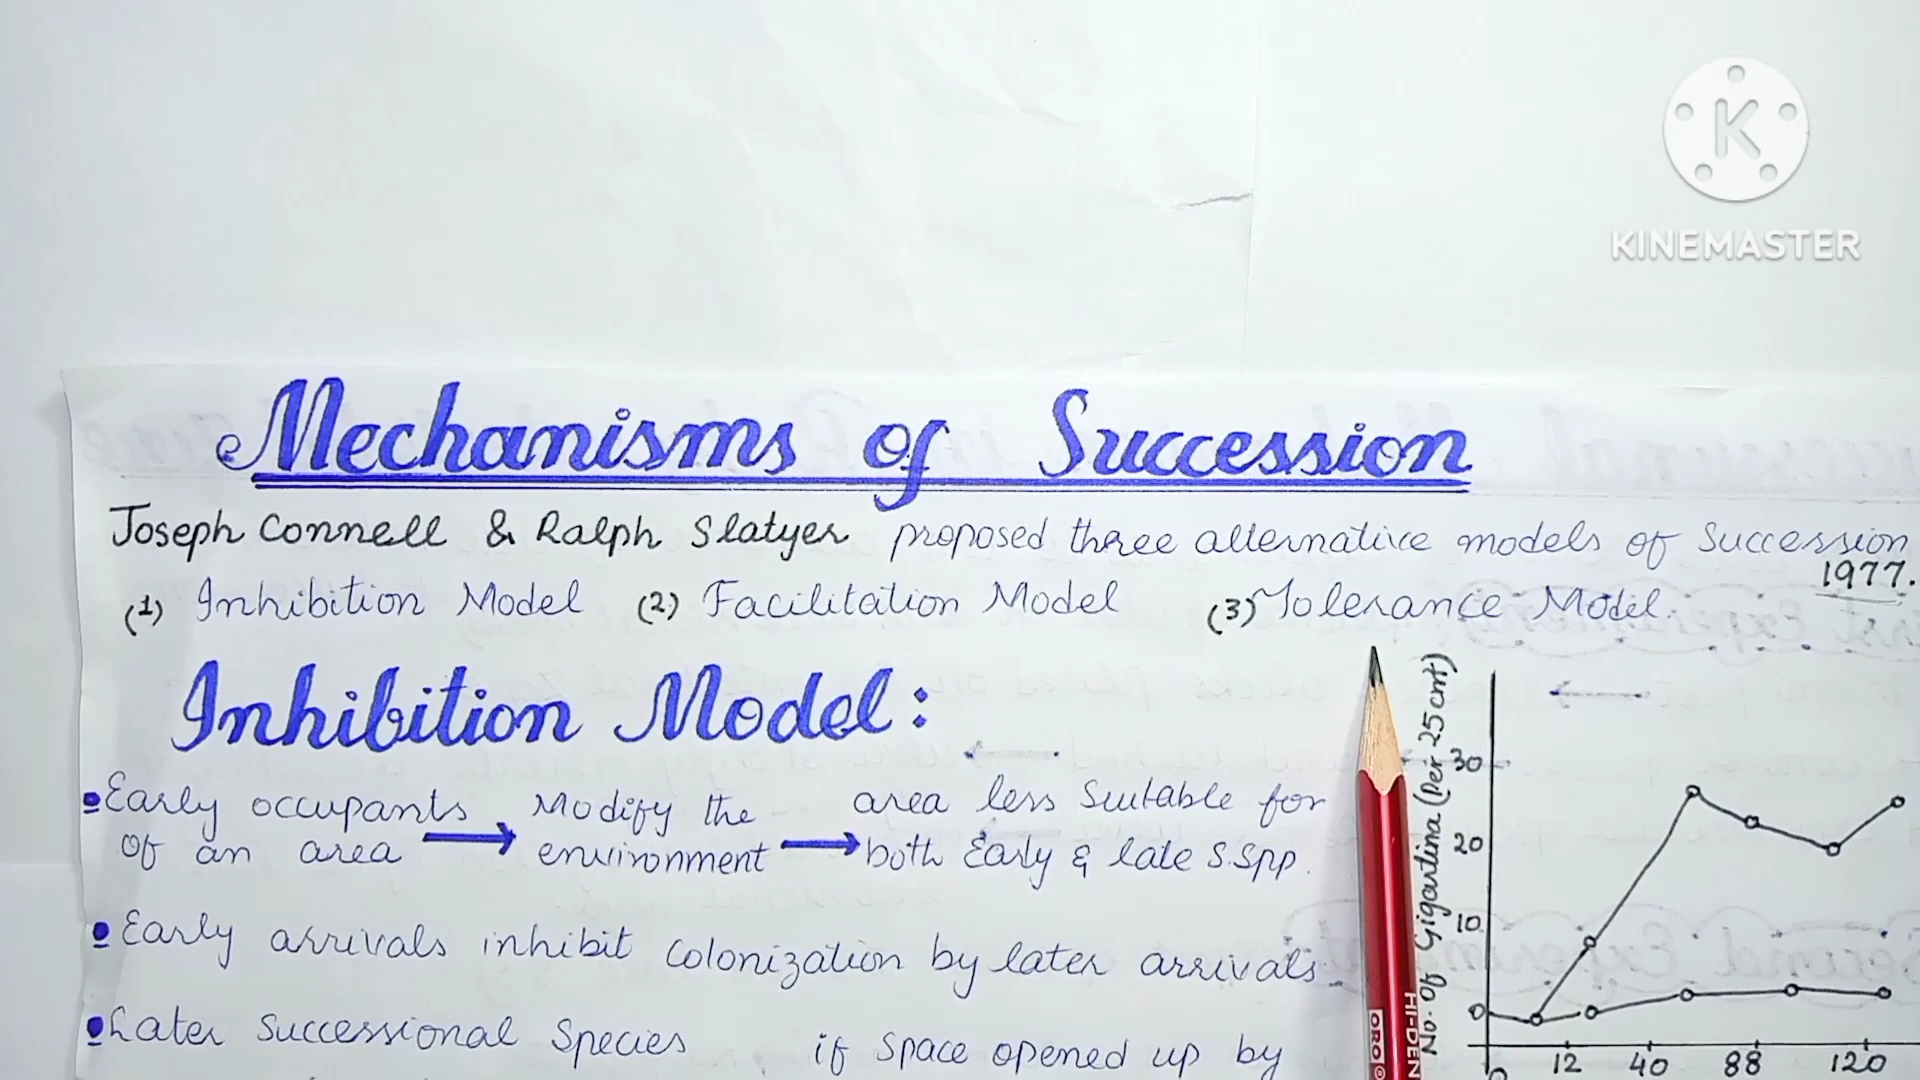 K
KINEMASTER
Mechanisms of Succession
Joseph Connell & Ralph Slatyer proposed three alternative models of Succession
1977.
(1) Inhibition Model (2) Facilitation Model (3) Tolerance Model.
Inhibition Model:
Early occupants Modify the area less Suitable for
of an area → environment → both Early & late S.Spp.
Early arrivals inhibit colonization by later arrivals
Later Successional Species if space opened up by
No. of Gigartina (Per 25 cm²)
30
20
10
0
0 12 40 88 120
ORO
HI-DEN